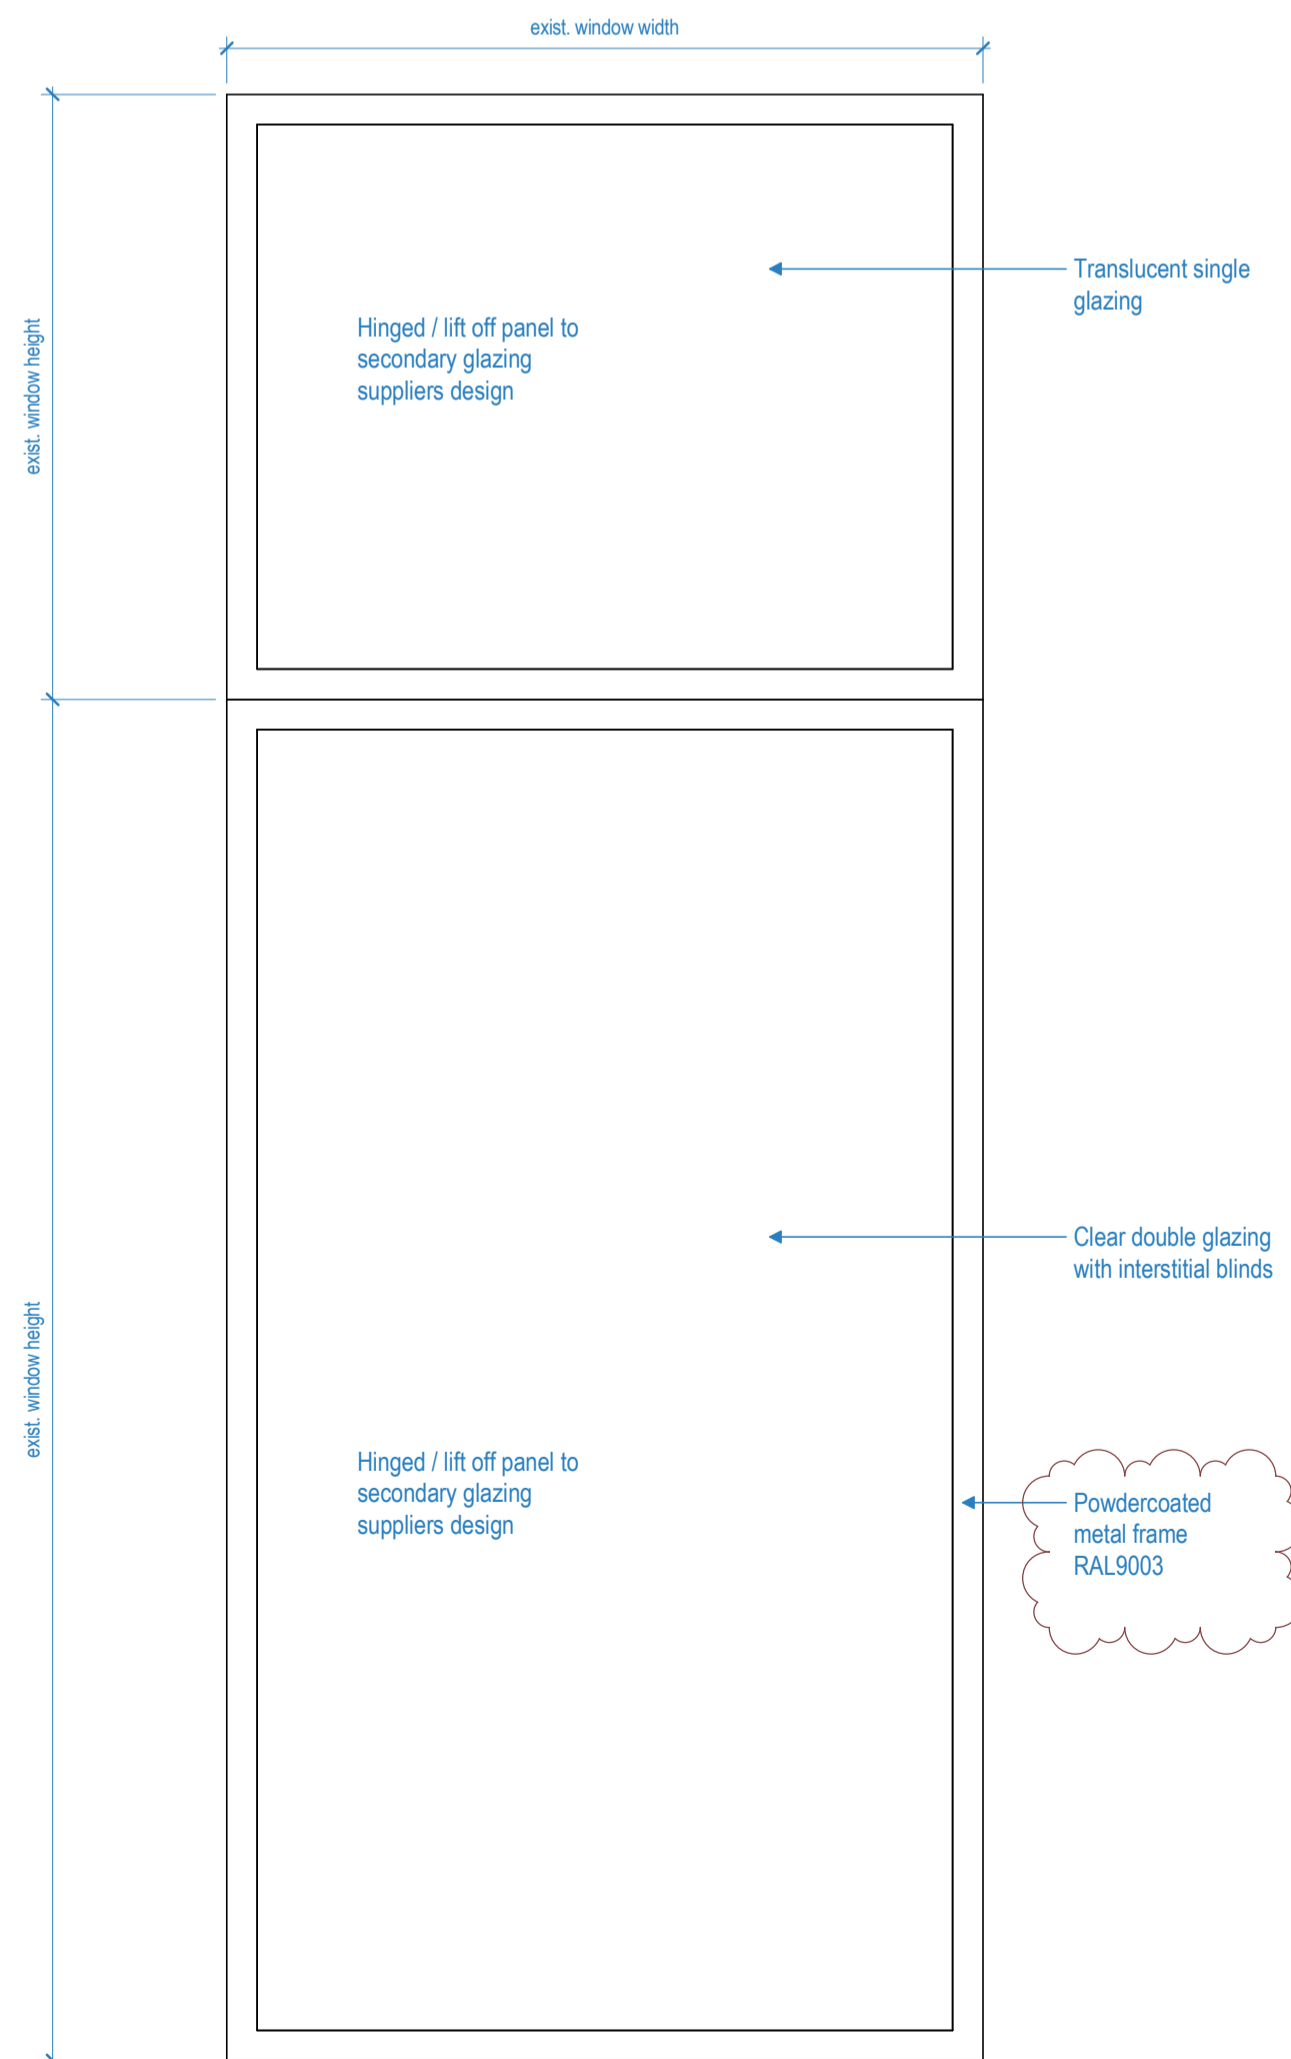 exist. window width
exist. window height
Translucent single
glazing
Hinged / lift off panel to
secondary glazing
suppliers design
exist. window height
Clear double glazing
with interstitial blinds
Hinged / lift off panel to
secondary glazing
suppliers design
Powdercoated
metal frame
RAL9003